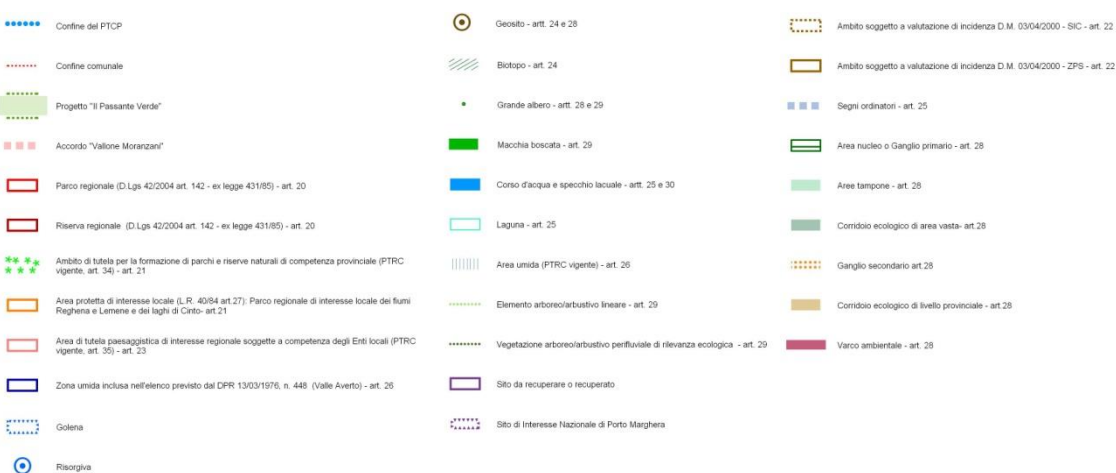 Confine del PTCP
Confine comunale
Progetto "Il Passante Verde"
Accordo "Vallone Moranzani"
Parco regionale (D.Lgs 42/2004 art. 142 - ex legge 431/85) - art. 20
Riserva regionale (D.Lgs 42/2004 art. 142 - ex legge 431/85) - art. 20
Ambito di tutela per la formazione di parchi e riserve naturali di competenza provinciale (PTRC
vigente, art. 34) - art. 21
Area protetta di interesse locale (L.R. 40/84 art.27): Parco regionale di interesse locale dei fiumi
Reghena e Lemene e dei laghi di Cinto- art.21
Area di tutela paesaggistica di interesse regionale soggette a competenza degli Enti locali (PTRC
vigente, art. 35) - art. 23
Zona umida inclusa nell'elenco previsto dal DPR 13/03/1976, n. 448 (Valle Averto) - art. 26
Golena
Risorgiva
Geosito - artt. 24 e 28
Biotopo - art. 24
Grande albero - artt. 28 e 29
Macchia boscata - art. 29
Corso d'acqua e specchio lacuale - artt. 25 e 30
Laguna - art. 25
Area umida (PTRC vigente) - art. 26
Elemento arboreo/arbustivo lineare - art. 29
Vegetazione arboreo/arbustivo perifluviale di rilevanza ecologica - art. 29
Sito da recuperare o recuperato
Sito di Interesse Nazionale di Porto Marghera
Ambito soggetto a valutazione di incidenza D.M. 03/04/2000 - SIC - art. 22
Ambito soggetto a valutazione di incidenza D.M. 03/04/2000 - ZPS - art. 22
Segni ordinatori - art. 25
Area nucleo o Ganglio primario - art. 28
Aree tampone - art. 28
Corridoio ecologico di area vasta- art.28
Ganglio secondario art.28
Corridoio ecologico di livello provinciale - art.28
Varco ambientale - art. 28